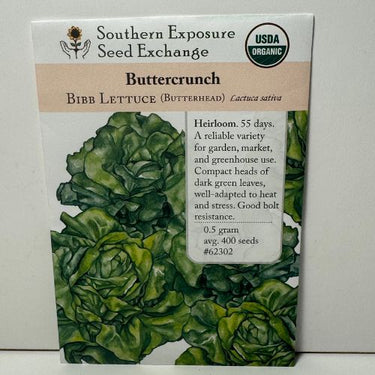 Southern Exposure
Seed Exchange
USDA
ORGANIC
Buttercrunch
BIBB LETTUCE (BUTTERHEAD) Lactuca sativa
Heirloom. 55 days.
A reliable variety
for garden, market,
and greenhouse use.
Compact heads of
dark green leaves,
well-adapted to heat
and stress. Good bolt
resistance.
0.5 gram
avg. 400 seeds
#62302